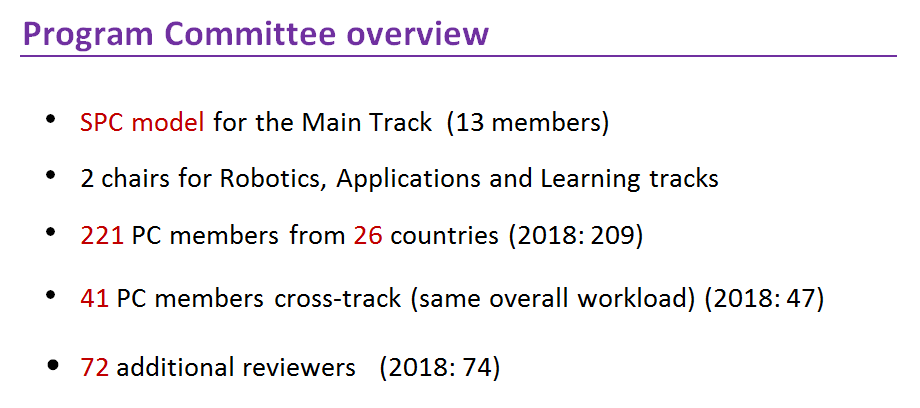 Program Committee overview
• SPC model for the Main Track (13 members)
• 2 chairs for Robotics, Applications and Learning tracks
• 221 PC members from 26 countries (2018: 209)
• 41 PC members cross-track (same overall workload) (2018: 47)
• 72 additional reviewers (2018: 74)